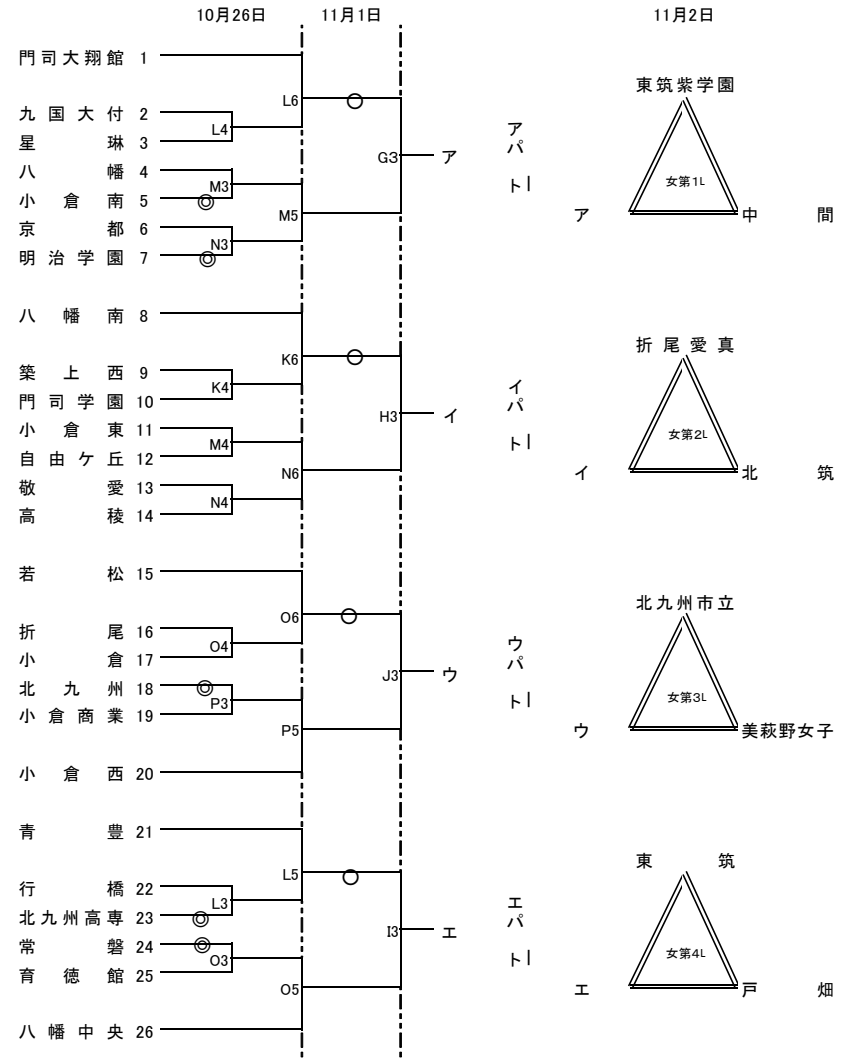 10月26日 11月1日 11月2日
門司大翔館 1
九国大付 2
星琳 3
八幡 4
小倉南 5
京都 6
明治学園 7
L4
M3
N3
L6
M5
G3
ア
アパート
東筑紫学園
女第1L
ア 中間
八幡南 8
築上西 9
門司学園 10
小倉東 11
自由ケ丘 12
敬愛 13
高稜 14
K4
M4
N4
K6
N6
H3
イ
イパート
折尾愛真
女第2L
イ 北筑
若松 15
折尾 16
小倉 17
北九州 18
小倉商業 19
小倉西 20
O4
P3
O6
P5
J3
ウ
ウパート
北九州市立
女第3L
ウ 美萩野女子
青豊 21
行橋 22
北九州高専 23
常磐 24
育徳館 25
八幡中央 26
L3
O3
L5
O5
I3
エ
エパート
東筑
女第4L
エ 戸畑